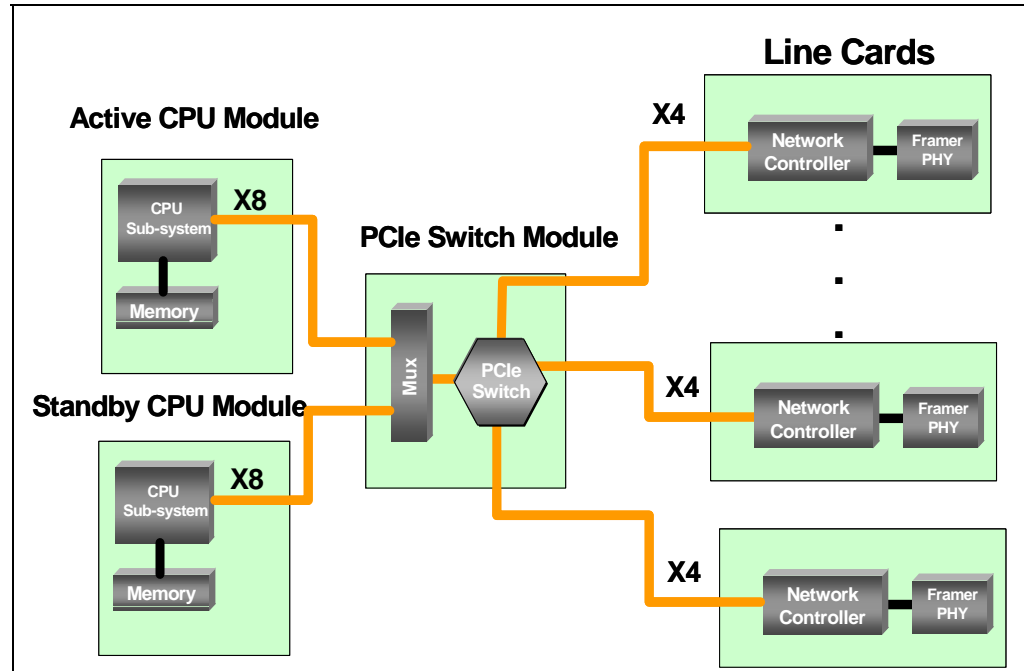 Line Cards
Active CPU Module
X4
Network
Controller
Framer
PHY
CPU
Sub-system
X8
Memory
PCIe Switch Module
Mux
PCIe
Switch
X4
Network
Controller
Framer
PHY
Standby CPU Module
CPU
Sub-system
X8
Memory
X4
Network
Controller
Framer
PHY